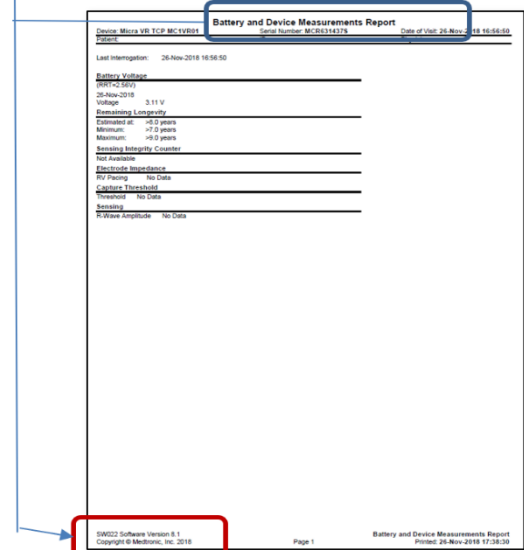 Battery and Device Measurements Report
Device: Micra VR TCP MC1VR01 Serial Number: MCR631437S Date of Visit: 26-Nov-2018 16:56:50
Patient:
Last Interrogation: 26-Nov-2018 16:56:50
Battery Voltage
(RRT=2.56V)
26-Nov-2018
Voltage 3.11 V
Remaining Longevity
Estimated at: >8.0 years
Minimum: >7.0 years
Maximum: >9.0 years
Sensing Integrity Counter
Not Available
Electrode Impedance
RV Pacing No Data
Capture Threshold
Threshold No Data
Sensing
R-Wave Amplitude No Data
SW022 Software Version 8.1 Battery and Device Measurements Report
Copyright © Medtronic, Inc. 2018 Page 1 Printed: 26-Nov-2018 17:38:30